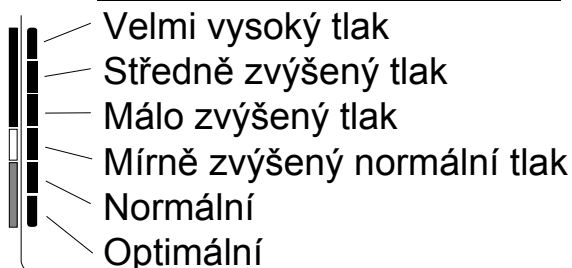 Velmi vysoký tlak
Středně zvýšený tlak
Málo zvýšený tlak
Mírně zvýšený normální tlak
Normální
Optimální